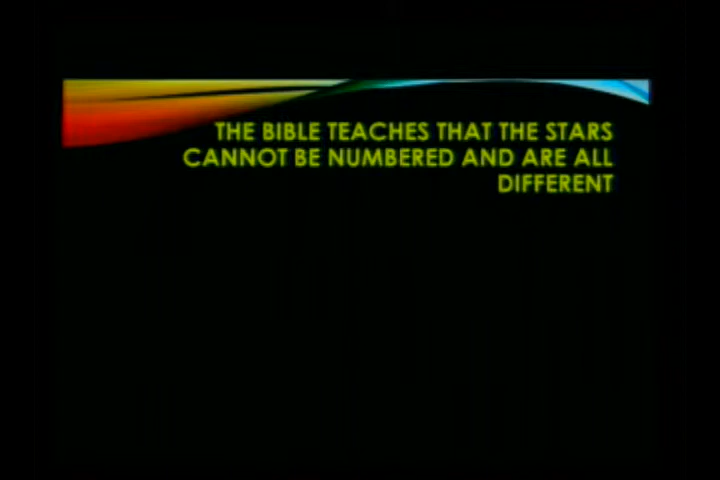 THE BIBLE TEACHES THAT THE STARS
CANNOT BE NUMBERED AND ARE ALL
DIFFERENT